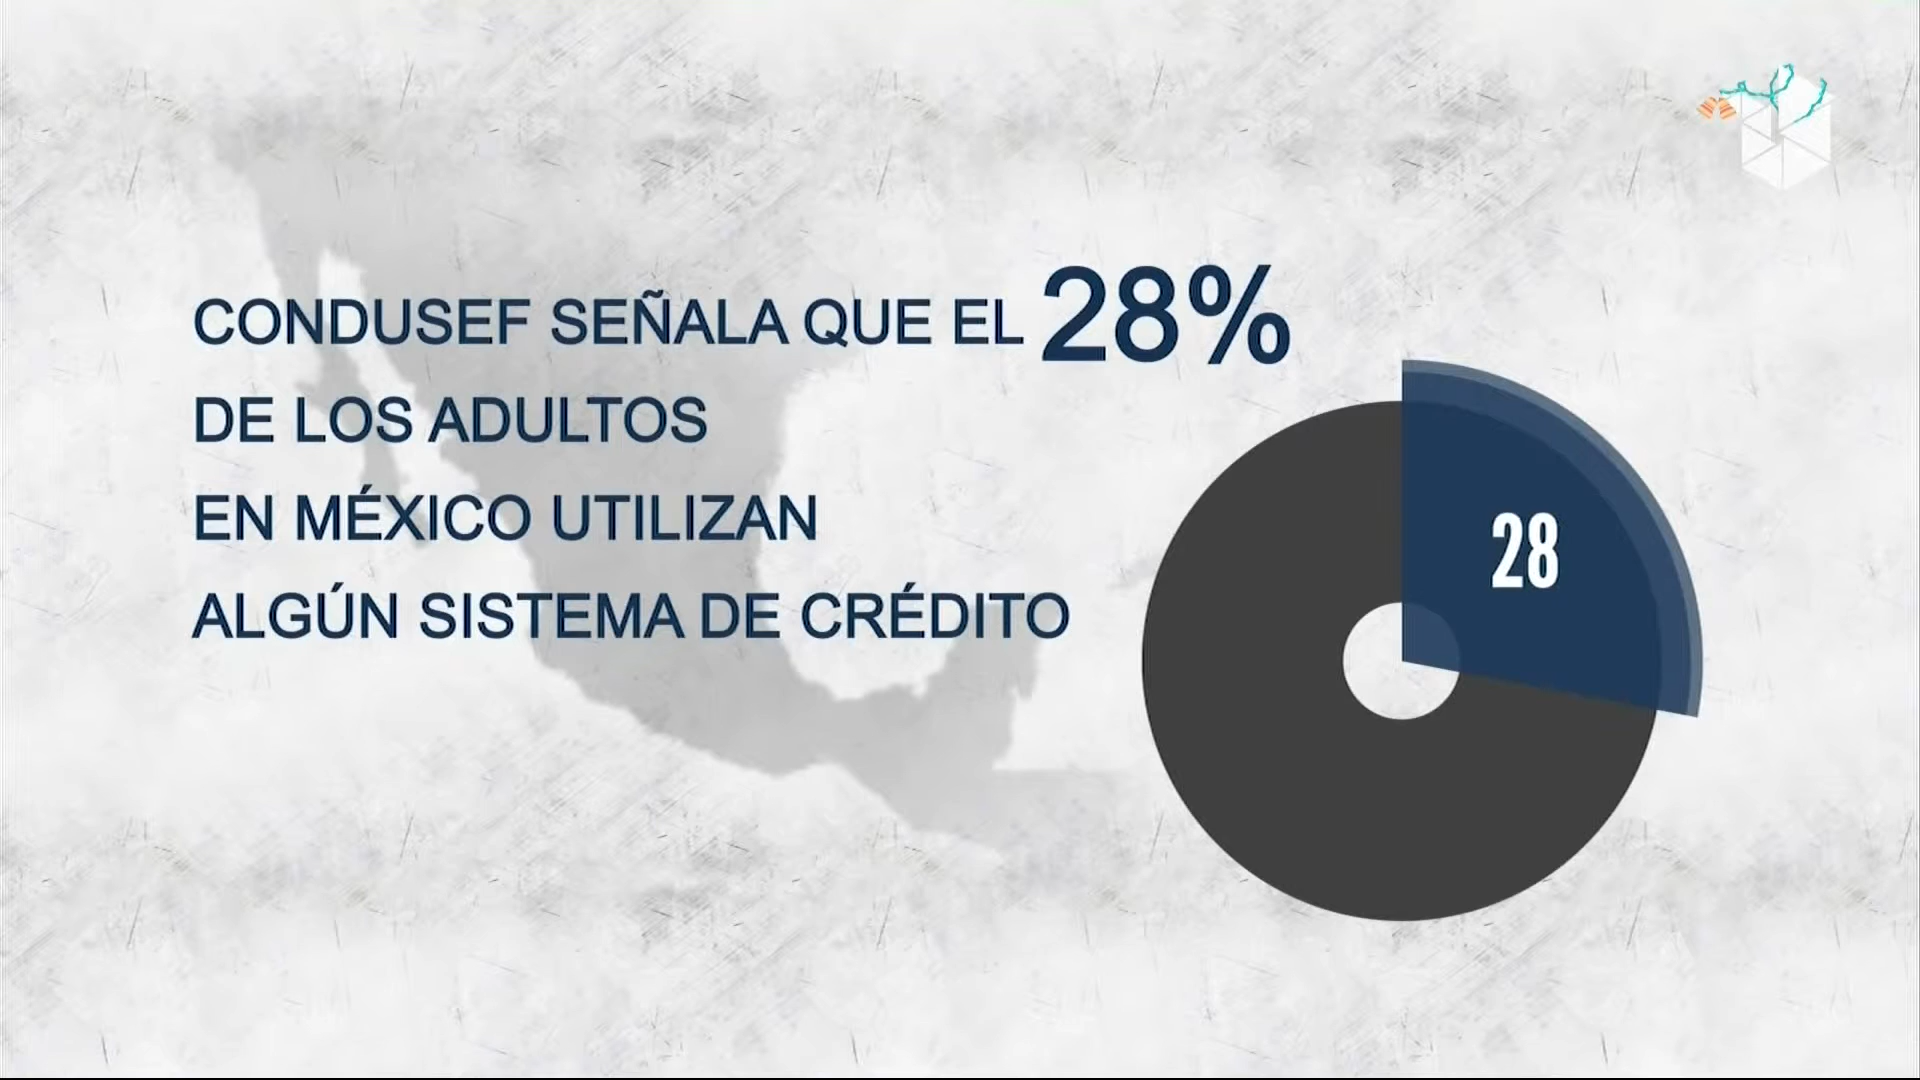 CONDUSEF SEÑALA QUE EL 28%
DE LOS ADULTOS
EN MÉXICO UTILIZAN
ALGÚN SISTEMA DE CRÉDITO
28